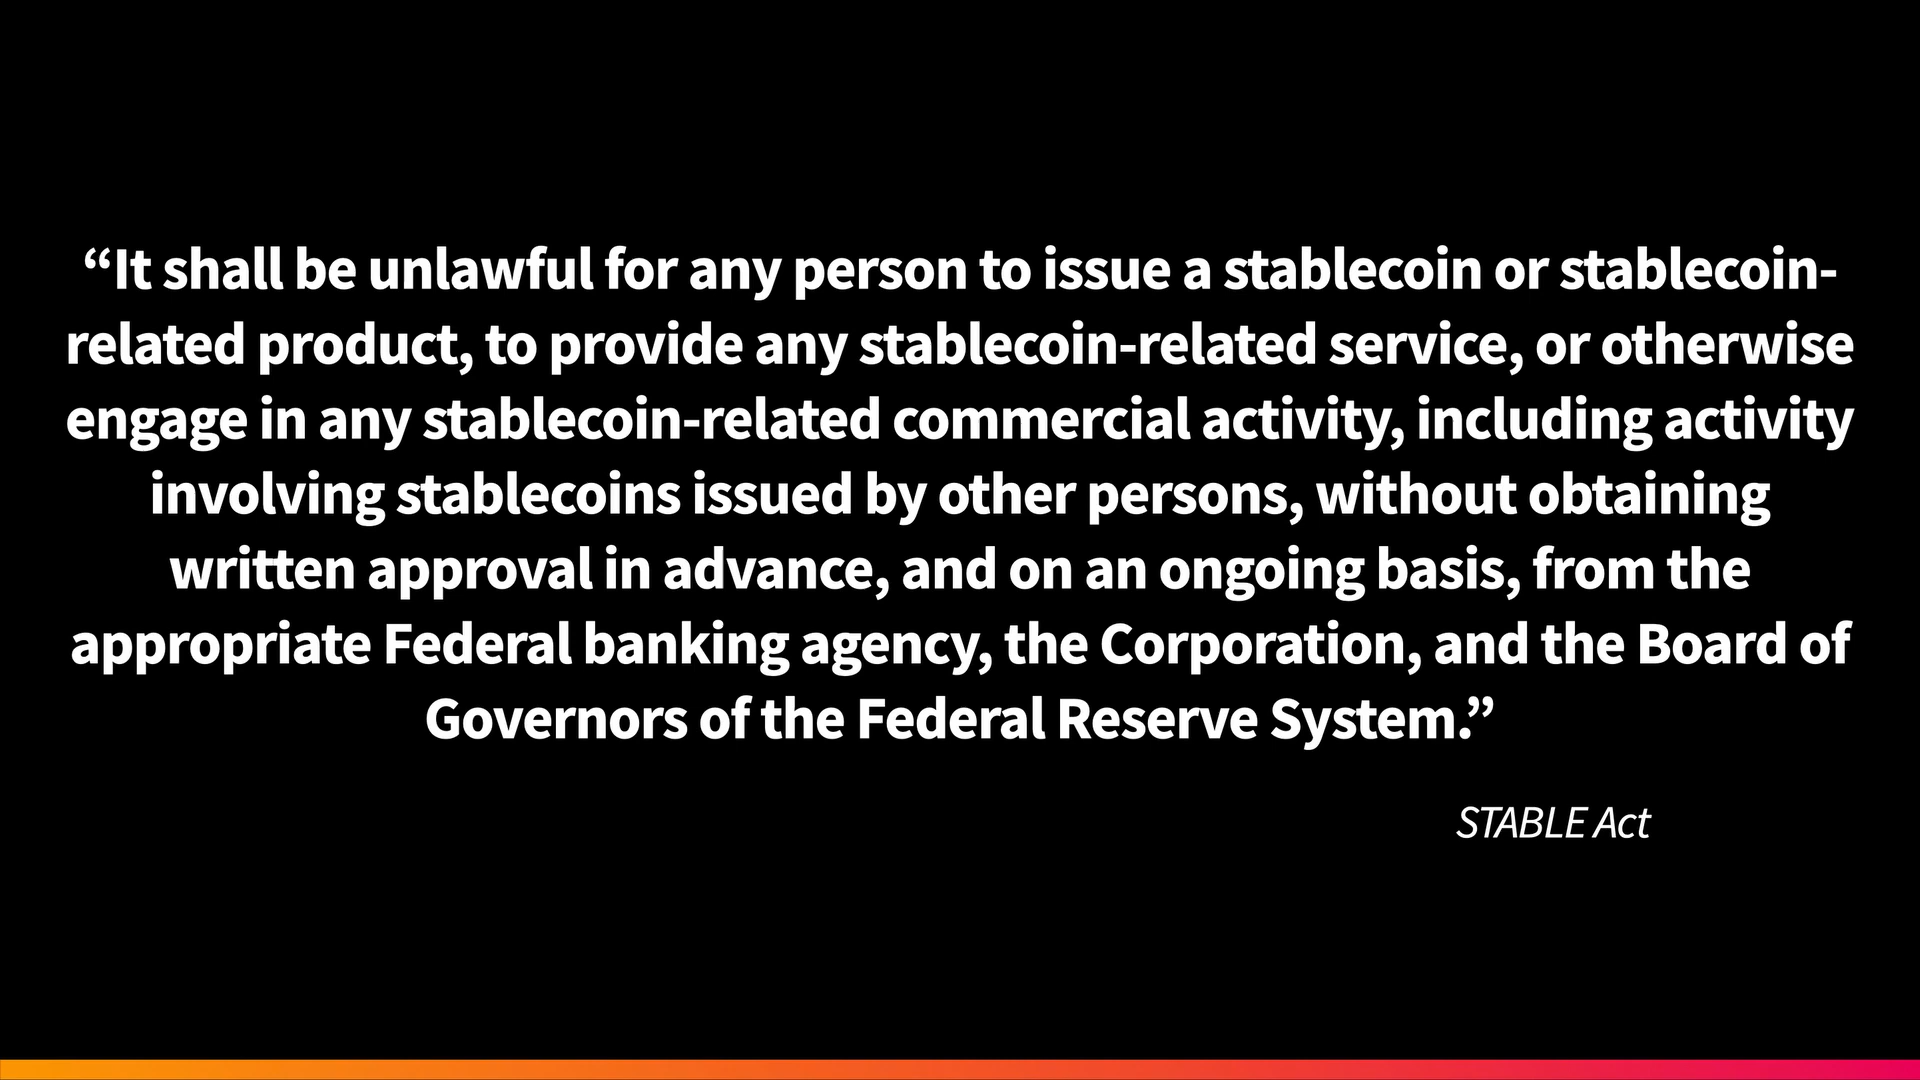 “It shall be unlawful for any person to issue a stablecoin or stablecoin-
related product, to provide any stablecoin-related service, or otherwise
engage in any stablecoin-related commercial activity, including activity
involving stablecoins issued by other persons, without obtaining
written approval in advance, and on an ongoing basis, from the
appropriate Federal banking agency, the Corporation, and the Board of
Governors of the Federal Reserve System.”
STABLE Act